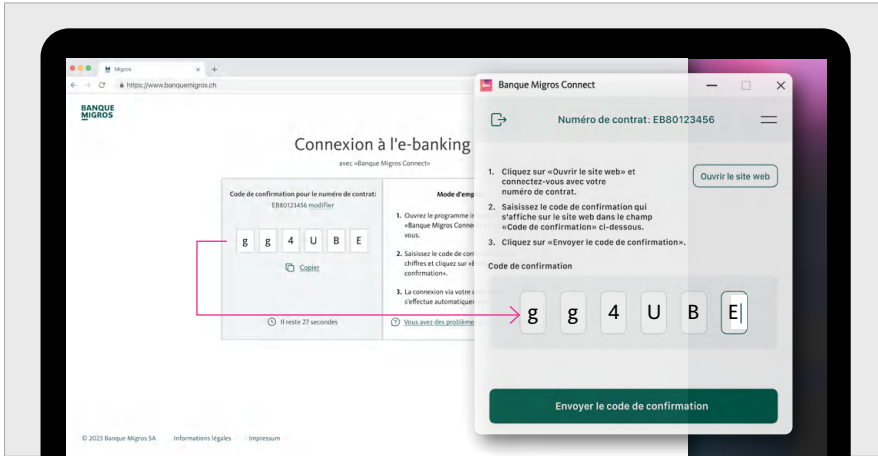 Migros
https://www.banquemigros.ch
BANQUE
MIGROS
Connexion à l'e-banking
avec «Banque Migros Connect»
Code de confirmation pour le numéro de contrat:
EB80123456 modifier
g g 4 U B E
Copier
Il reste 27 secondes
Mode d'emp
1. Ouvrez le programme i
«Banque Migros Conne
vous.
2. Saisissez le code de con
chiffres et cliquez sur «E
confirmation».
3. La connexion via votre
s'effectue automatique
Vous avez des problème
© 2023 Banque Migros SA Informations légales Impressum
Banque Migros Connect
Numéro de contrat: EB80123456
1. Cliquez sur «Ouvrir le site web» et
connectez-vous avec votre
numéro de contrat.
Ouvrir le site web
2. Saisissez le code de confirmation qui
s'affiche sur le site web dans le champ
«Code de confirmation» ci-dessous.
3. Cliquez sur «Envoyer le code de confirmation».
Code de confirmation
g g 4 U B E
Envoyer le code de confirmation